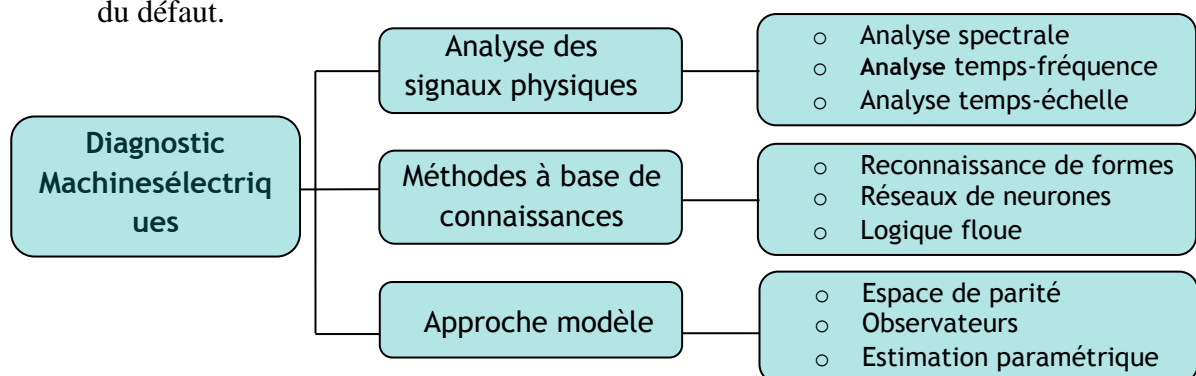 du défaut.
Diagnostic
Machinesélectriq
ues
Analyse des
signaux physiques
o Analyse spectrale
o Analyse temps-fréquence
o Analyse temps-échelle
Méthodes à base de
connaissances
o Reconnaissance de formes
o Réseaux de neurones
o Logique floue
Approche modèle
o Espace de parité
o Observateurs
o Estimation paramétrique